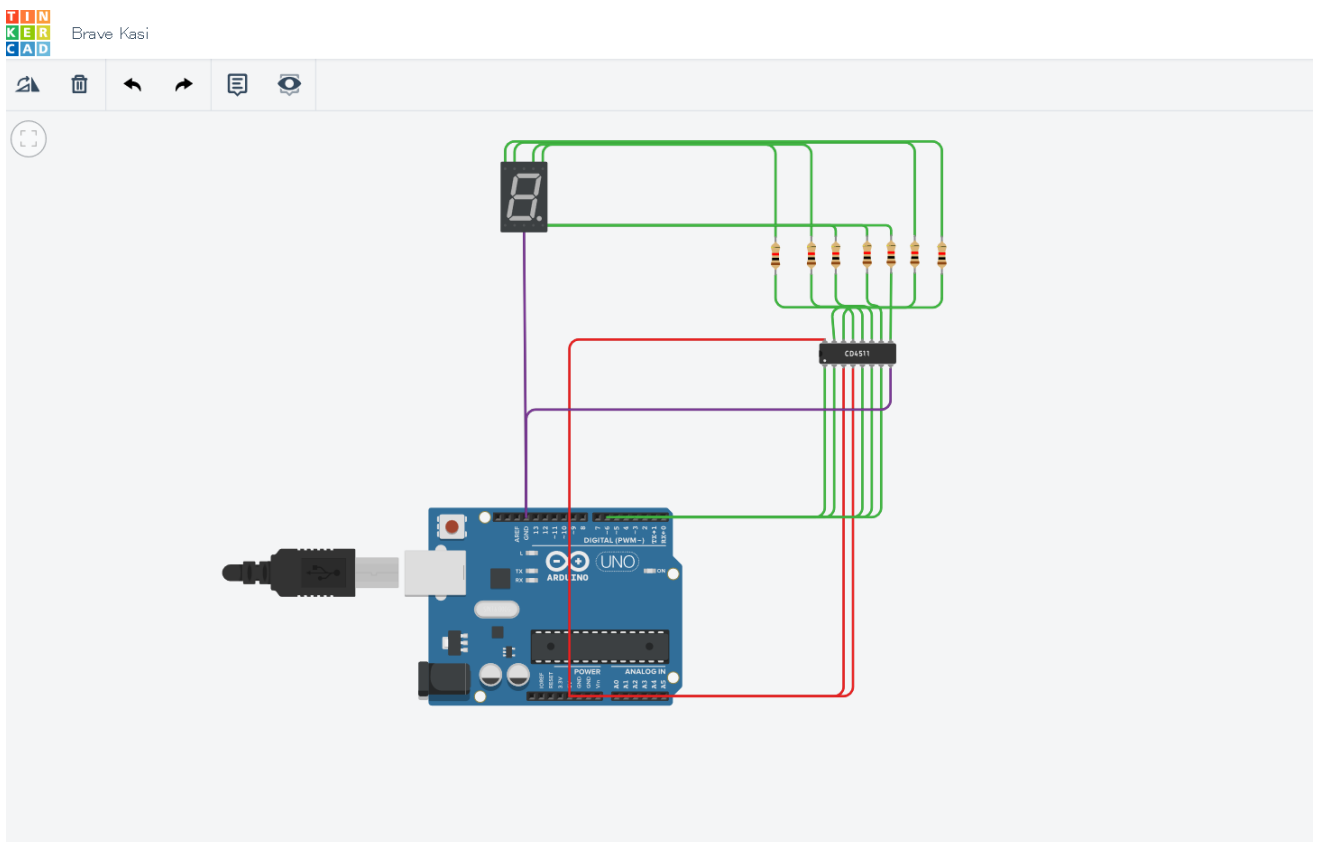 TIN
KER
CAD
Brave Kasi
CD4511
AREF
GND
13
12
~11
~10
~9
8
7
~6
~5
4
~3
2
TX→1
RX←0
DIGITAL (PWM~)
L
TX
RX
ARDUINO
UNO
ON
POWER
ANALOG IN
IOREF
RESET
3.3V
GND
GND
Vin
A0
A1
A2
A3
A4
A5